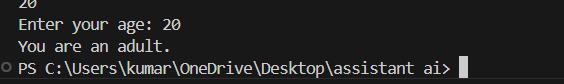 20
Enter your age: 20
You are an adult.
PS C:\Users\kumar\OneDrive\Desktop\assistant ai>